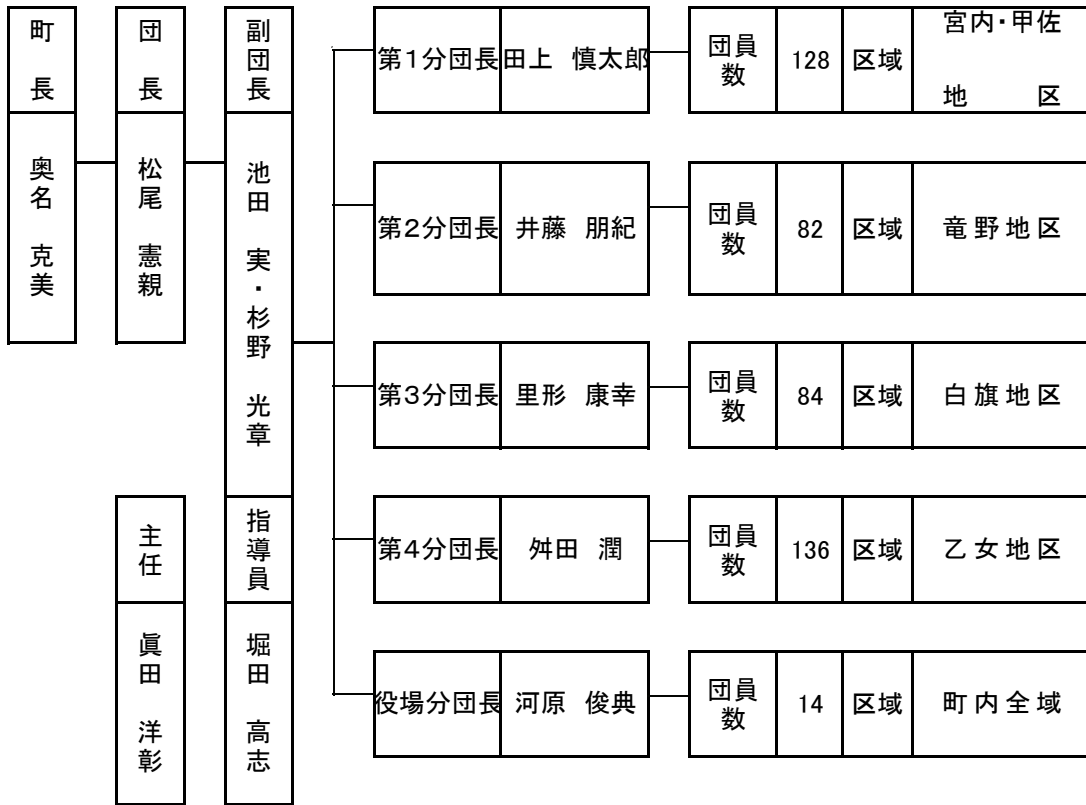 町長
奥名 克美
団長
松尾 憲親
副団長
池田 実・杉野 光章
主任
眞田 洋彰
指導員
堀田 高志
第1分団長 田上 慎太郎 団員数 128 区域 宮内・甲佐地区
第2分団長 井藤 朋紀 団員数 82 区域 竜野地区
第3分団長 里形 康幸 団員数 84 区域 白旗地区
第4分団長 舛田 潤 団員数 136 区域 乙女地区
役場分団長 河原 俊典 団員数 14 区域 町内全域